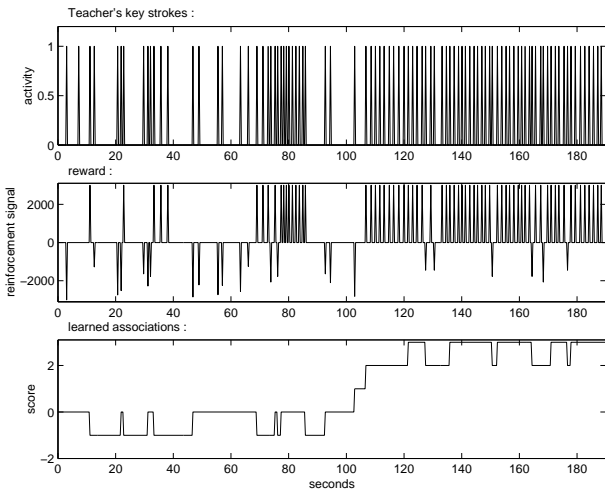 Teacher's key strokes :
1
0.5
0
activity
0 20 40 60 80 100 120 140 160 180
reward :
2000
0
−2000
reinforcement signal
0 20 40 60 80 100 120 140 160 180
learned associations :
2
0
−2
score
0 20 40 60 80 100 120 140 160 180
seconds